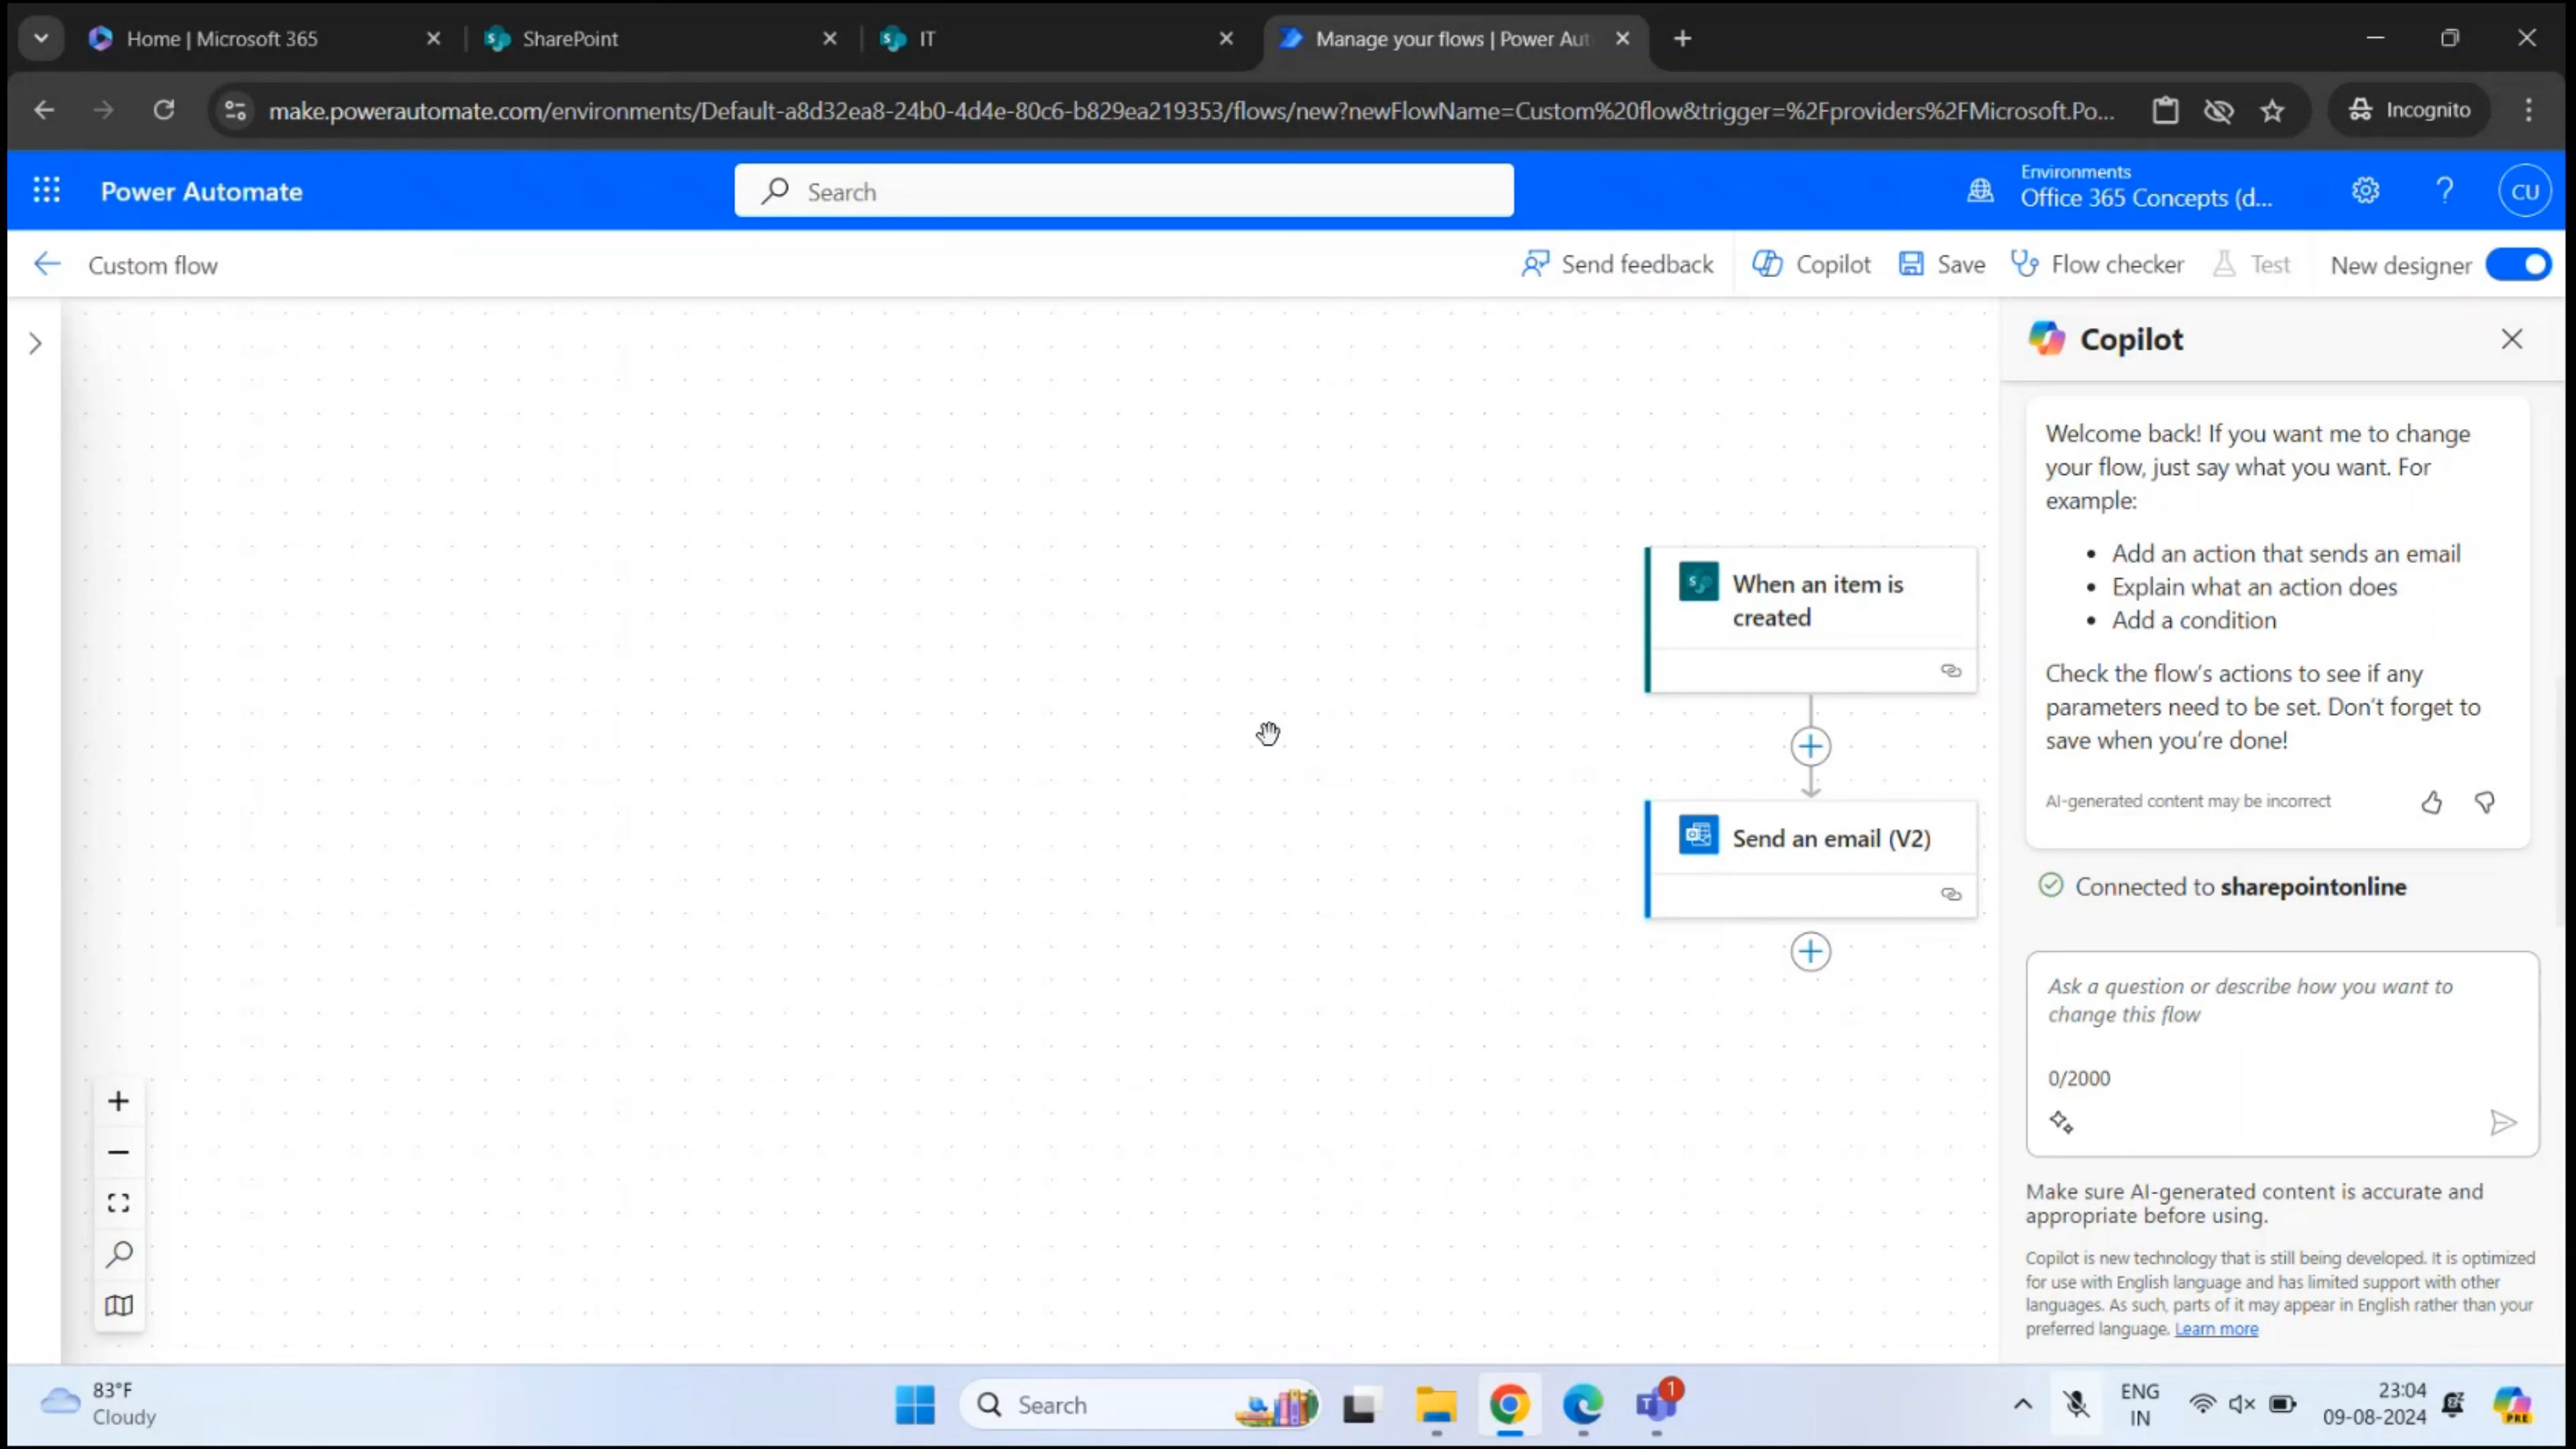 Home | Microsoft 365
SharePoint
IT
Manage your flows | Power Aut
make.powerautomate.com/environments/Default-a8d32ea8-24b0-4d4e-80c6-b829ea219353/flows/new?newFlowName=Custom%20flow&trigger=%2Fproviders%2FMicrosoft.Po...
Incognito
Power Automate
Search
Environments
Office 365 Concepts (d...
CU
Custom flow
Send feedback
Copilot
Save
Flow checker
Test
New designer
When an item is
created
Send an email (V2)
Copilot
Welcome back! If you want me to change
your flow, just say what you want. For
example:
• Add an action that sends an email
• Explain what an action does
• Add a condition
Check the flow's actions to see if any
parameters need to be set. Don't forget to
save when you're done!
AI-generated content may be incorrect
Connected to sharepointonline
Ask a question or describe how you want to
change this flow
0/2000
Make sure AI-generated content is accurate and
appropriate before using.
Copilot is new technology that is still being developed. It is optimized
for use with English language and has limited support with other
languages. As such, parts of it may appear in English rather than your
preferred language. Learn more
83°F
Cloudy
Search
1
ENG
IN
23:04
09-08-2024
PRE